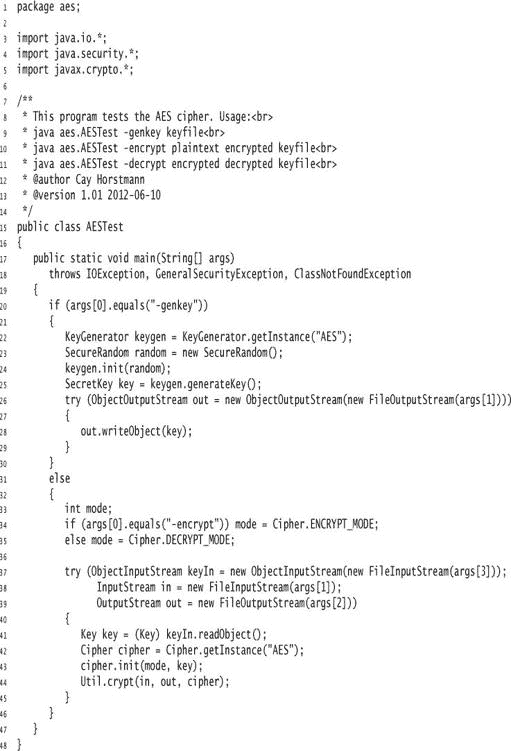 1 package aes;
2
3 import java.io.*;
4 import java.security.*;
5 import javax.crypto.*;
6
7 /**
8  * This program tests the AES cipher. Usage:<br>
9  * java aes.AESTest -genkey keyfile<br>
10  * java aes.AESTest -encrypt plaintext encrypted keyfile<br>
11  * java aes.AESTest -decrypt encrypted decrypted keyfile<br>
12  * @author Cay Horstmann
13  * @version 1.01 2012-06-10
14  */
15 public class AESTest
16 {
17    public static void main(String[] args)
18       throws IOException, GeneralSecurityException, ClassNotFoundException
19    {
20       if (args[0].equals("-genkey"))
21       {
22          KeyGenerator keygen = KeyGenerator.getInstance("AES");
23          SecureRandom random = new SecureRandom();
24          keygen.init(random);
25          SecretKey key = keygen.generateKey();
26          try (ObjectOutputStream out = new ObjectOutputStream(new FileOutputStream(args[1])))
27          {
28             out.writeObject(key);
29          }
30       }
31       else
32       {
33          int mode;
34          if (args[0].equals("-encrypt")) mode = Cipher.ENCRYPT_MODE;
35          else mode = Cipher.DECRYPT_MODE;
36
37          try (ObjectInputStream keyIn = new ObjectInputStream(new FileInputStream(args[3]));
38                InputStream in = new FileInputStream(args[1]);
39                OutputStream out = new FileOutputStream(args[2]))
40          {
41             Key key = (Key) keyIn.readObject();
42             Cipher cipher = Cipher.getInstance("AES");
43             cipher.init(mode, key);
44             Util.crypt(in, out, cipher);
45          }
46       }
47    }
48 }